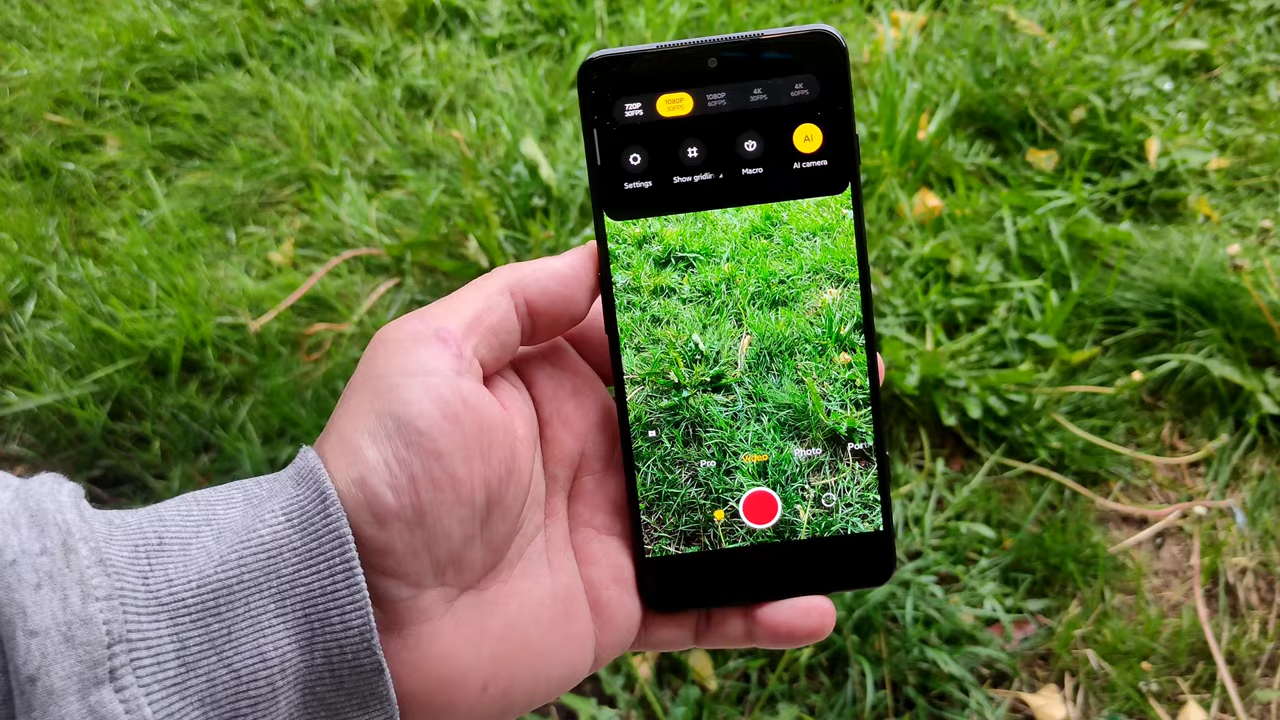 720P 1080P 1080P 4K 4K
30FPS 30FPS 60FPS 30FPS 60FPS
Settings Show gridlin Macro AI camera
AI
Pro Video Photo Port